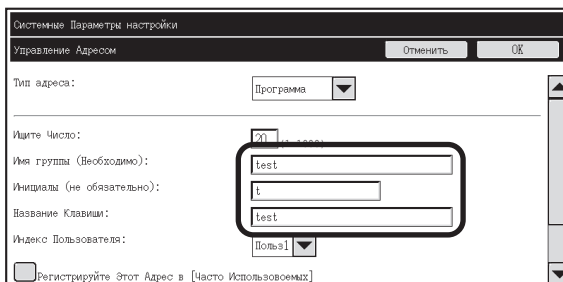 Системные Параметры настройки
Управление Адресом
Отменить
OK
Тип адреса:
Программа
Ищите Число:
20
Имя группы (Необходимо):
test
Инициалы (не обязательно):
t
Название Клавиши:
test
Индекс Пользователя:
Польз1
Регистрируйте Этот Адрес в [Часто Использовоемых]